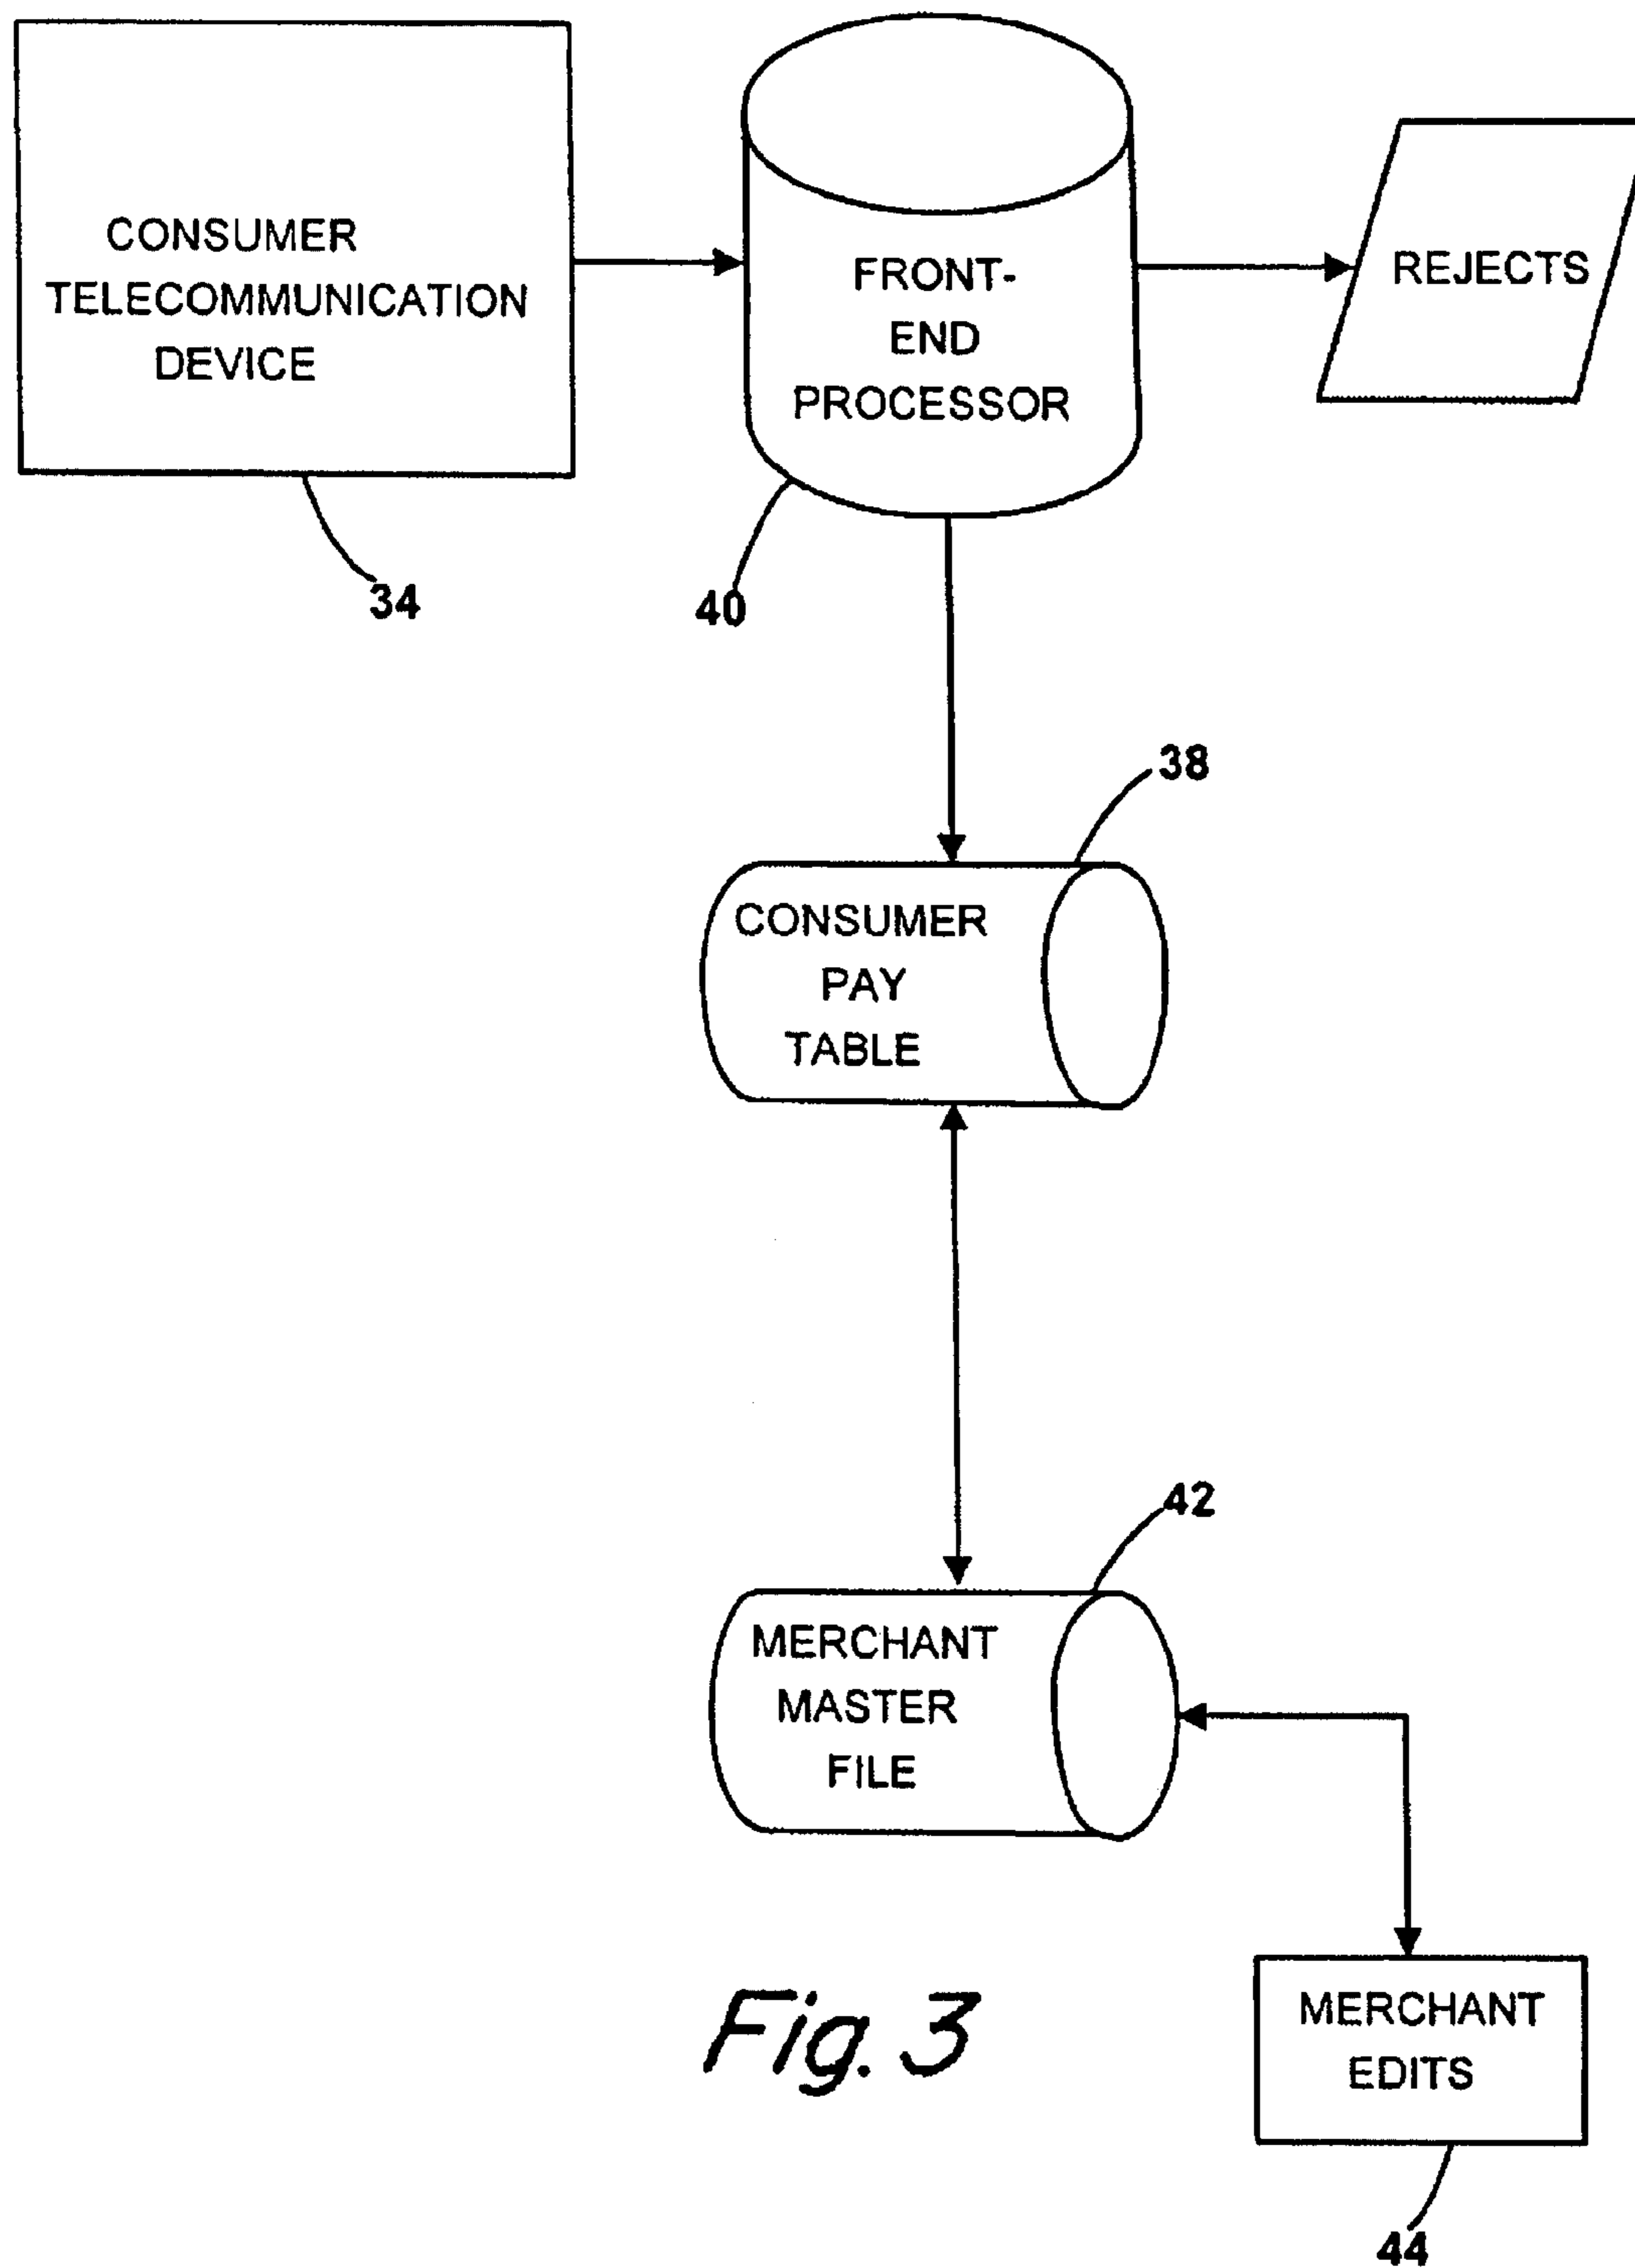 CONSUMER
TELECOMMUNICATION
DEVICE
34
FRONT-
END
PROCESSOR
40
REJECTS
38
CONSUMER
PAY
TABLE
42
MERCHANT
MASTER
FILE
MERCHANT
EDITS
44
Fig. 3